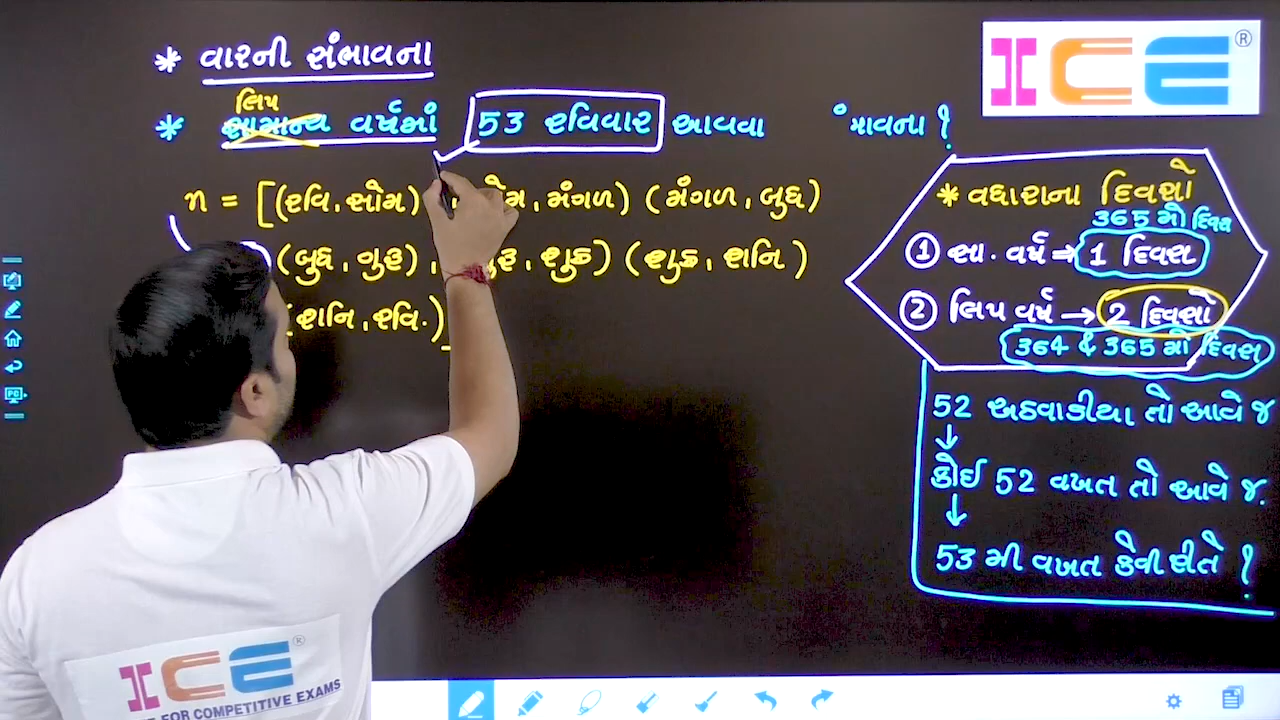 * વારની સંભાવના
લિપ
* સામાન્ય વર્ષમાં 53 રવિવાર આવવા
n = [(રવિ, સોમ) , મંગળ) (મંગળ, બુધ)
(બુધ, ગુરૂ), શુક્ર) (શુક્ર, શનિ)
(શનિ, રવિ.)
ICE ®
* વધારાના દિવસો
365 મો દિવસ
① સા. વર્ષ ⇒ 1 દિવસ
② લિપ વર્ષ → 2 દિવસો
364 & 365 મો દિવસ
52 અઠવાડીયા તો આવે જ
↓
કોઈ 52 વખત તો આવે જ.
↓
53 મી વખત કેવી રીતે ?
ICE ®
FOR COMPETITIVE EXAMS